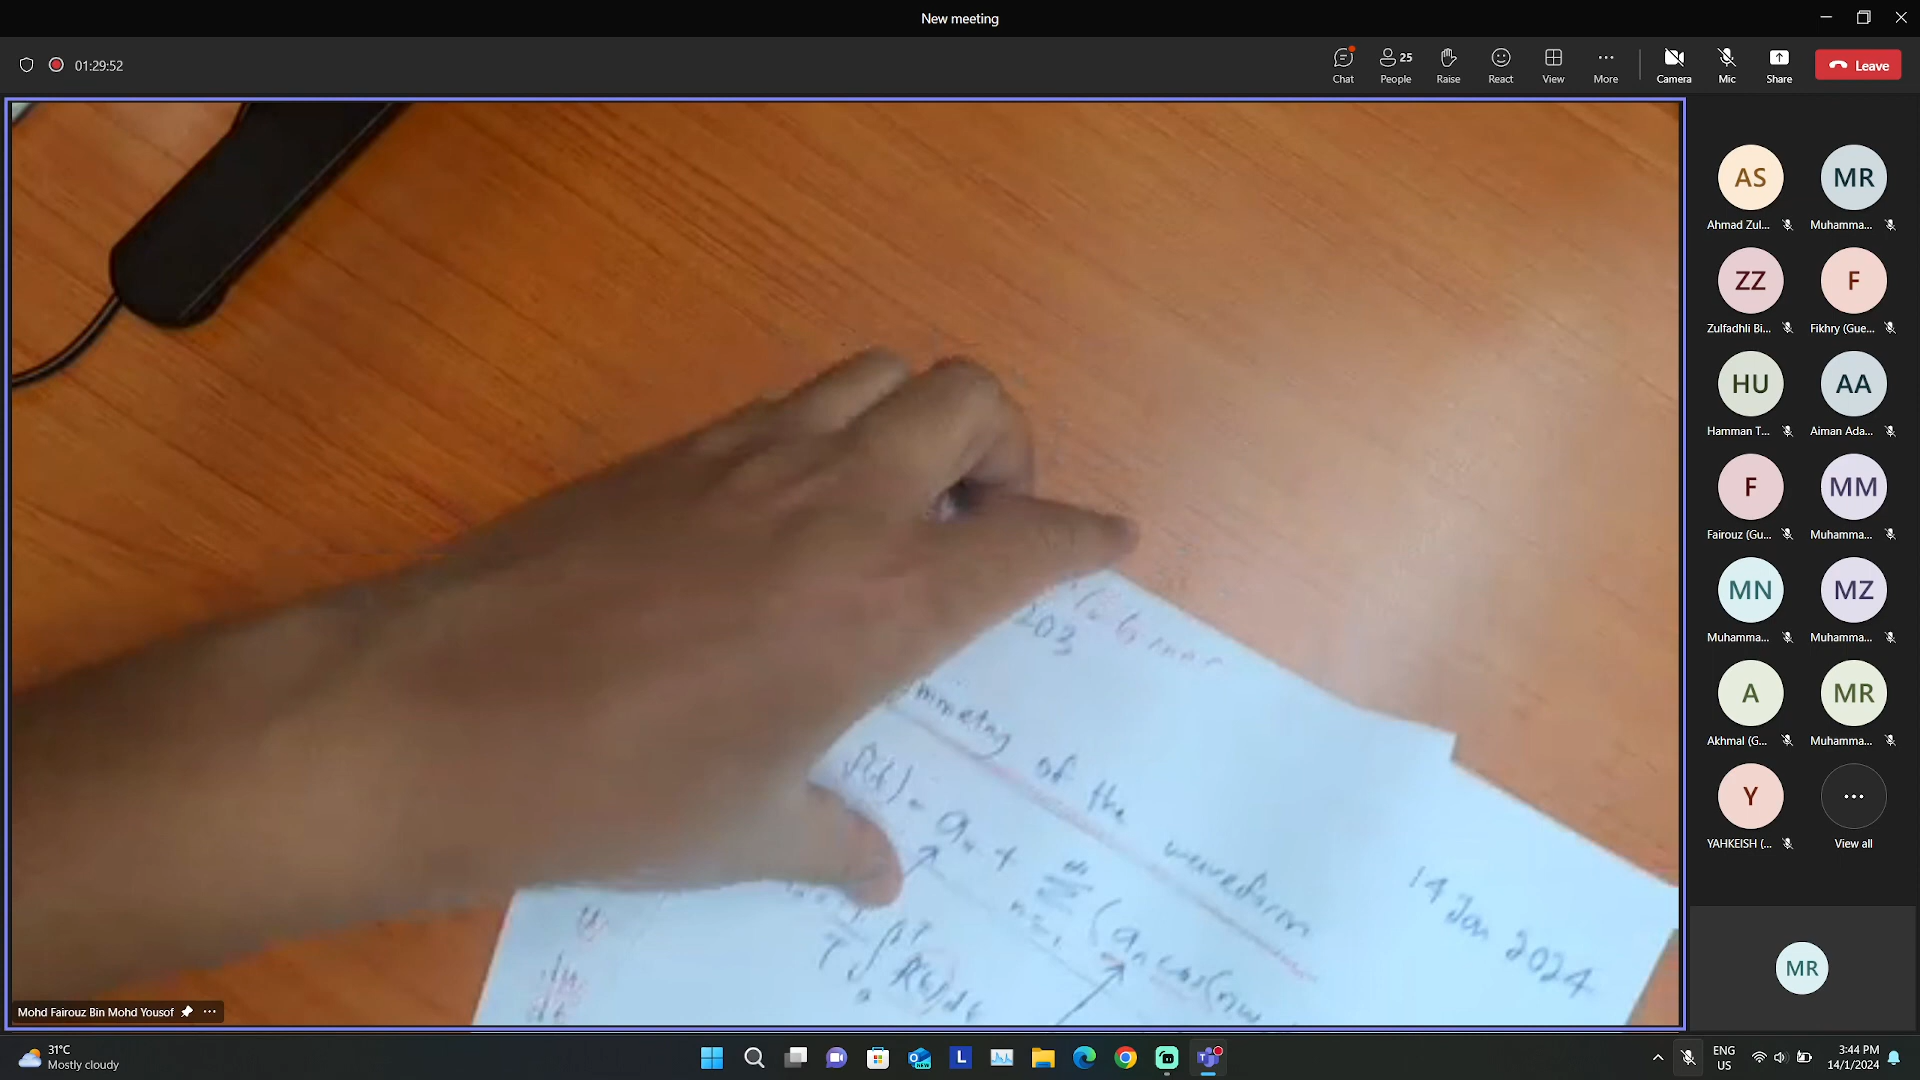 New meeting
01:29:52
Chat
25
People
Raise
React
View
More
Camera
Mic
Share
Leave
AS
Ahmad Zul...
MR
Muhamma...
ZZ
Zulfadhli Bi...
F
Fikhry (Gue...
HU
Hamman T...
AA
Aiman Ada...
F
Fairouz (Gu...
MM
Muhamma...
MN
Muhamma...
MZ
Muhamma...
A
Akhmal (G...
MR
Muhamma...
Y
YAHKEISH (...
View all
MR
203
mmetry of the waveform
14 Jan 2024
Mohd Fairouz Bin Mohd Yousof
31°C
Mostly cloudy
L
NEW
ENG
US
3:44 PM
14/1/2024